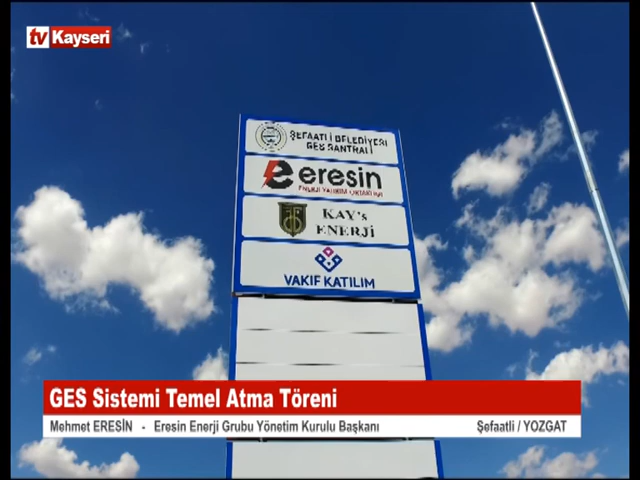 tv Kayseri
ŞEFAATLİ BELEDİYESİ
GES SANTRALİ
eresin
ENERJİ YATIRIM ORTAKLIĞI
KAY's
ENERJİ
VAKIF KATILIM
GES Sistemi Temel Atma Töreni
Mehmet ERESİN - Eresin Enerji Grubu Yönetim Kurulu Başkanı
Şefaatli / YOZGAT